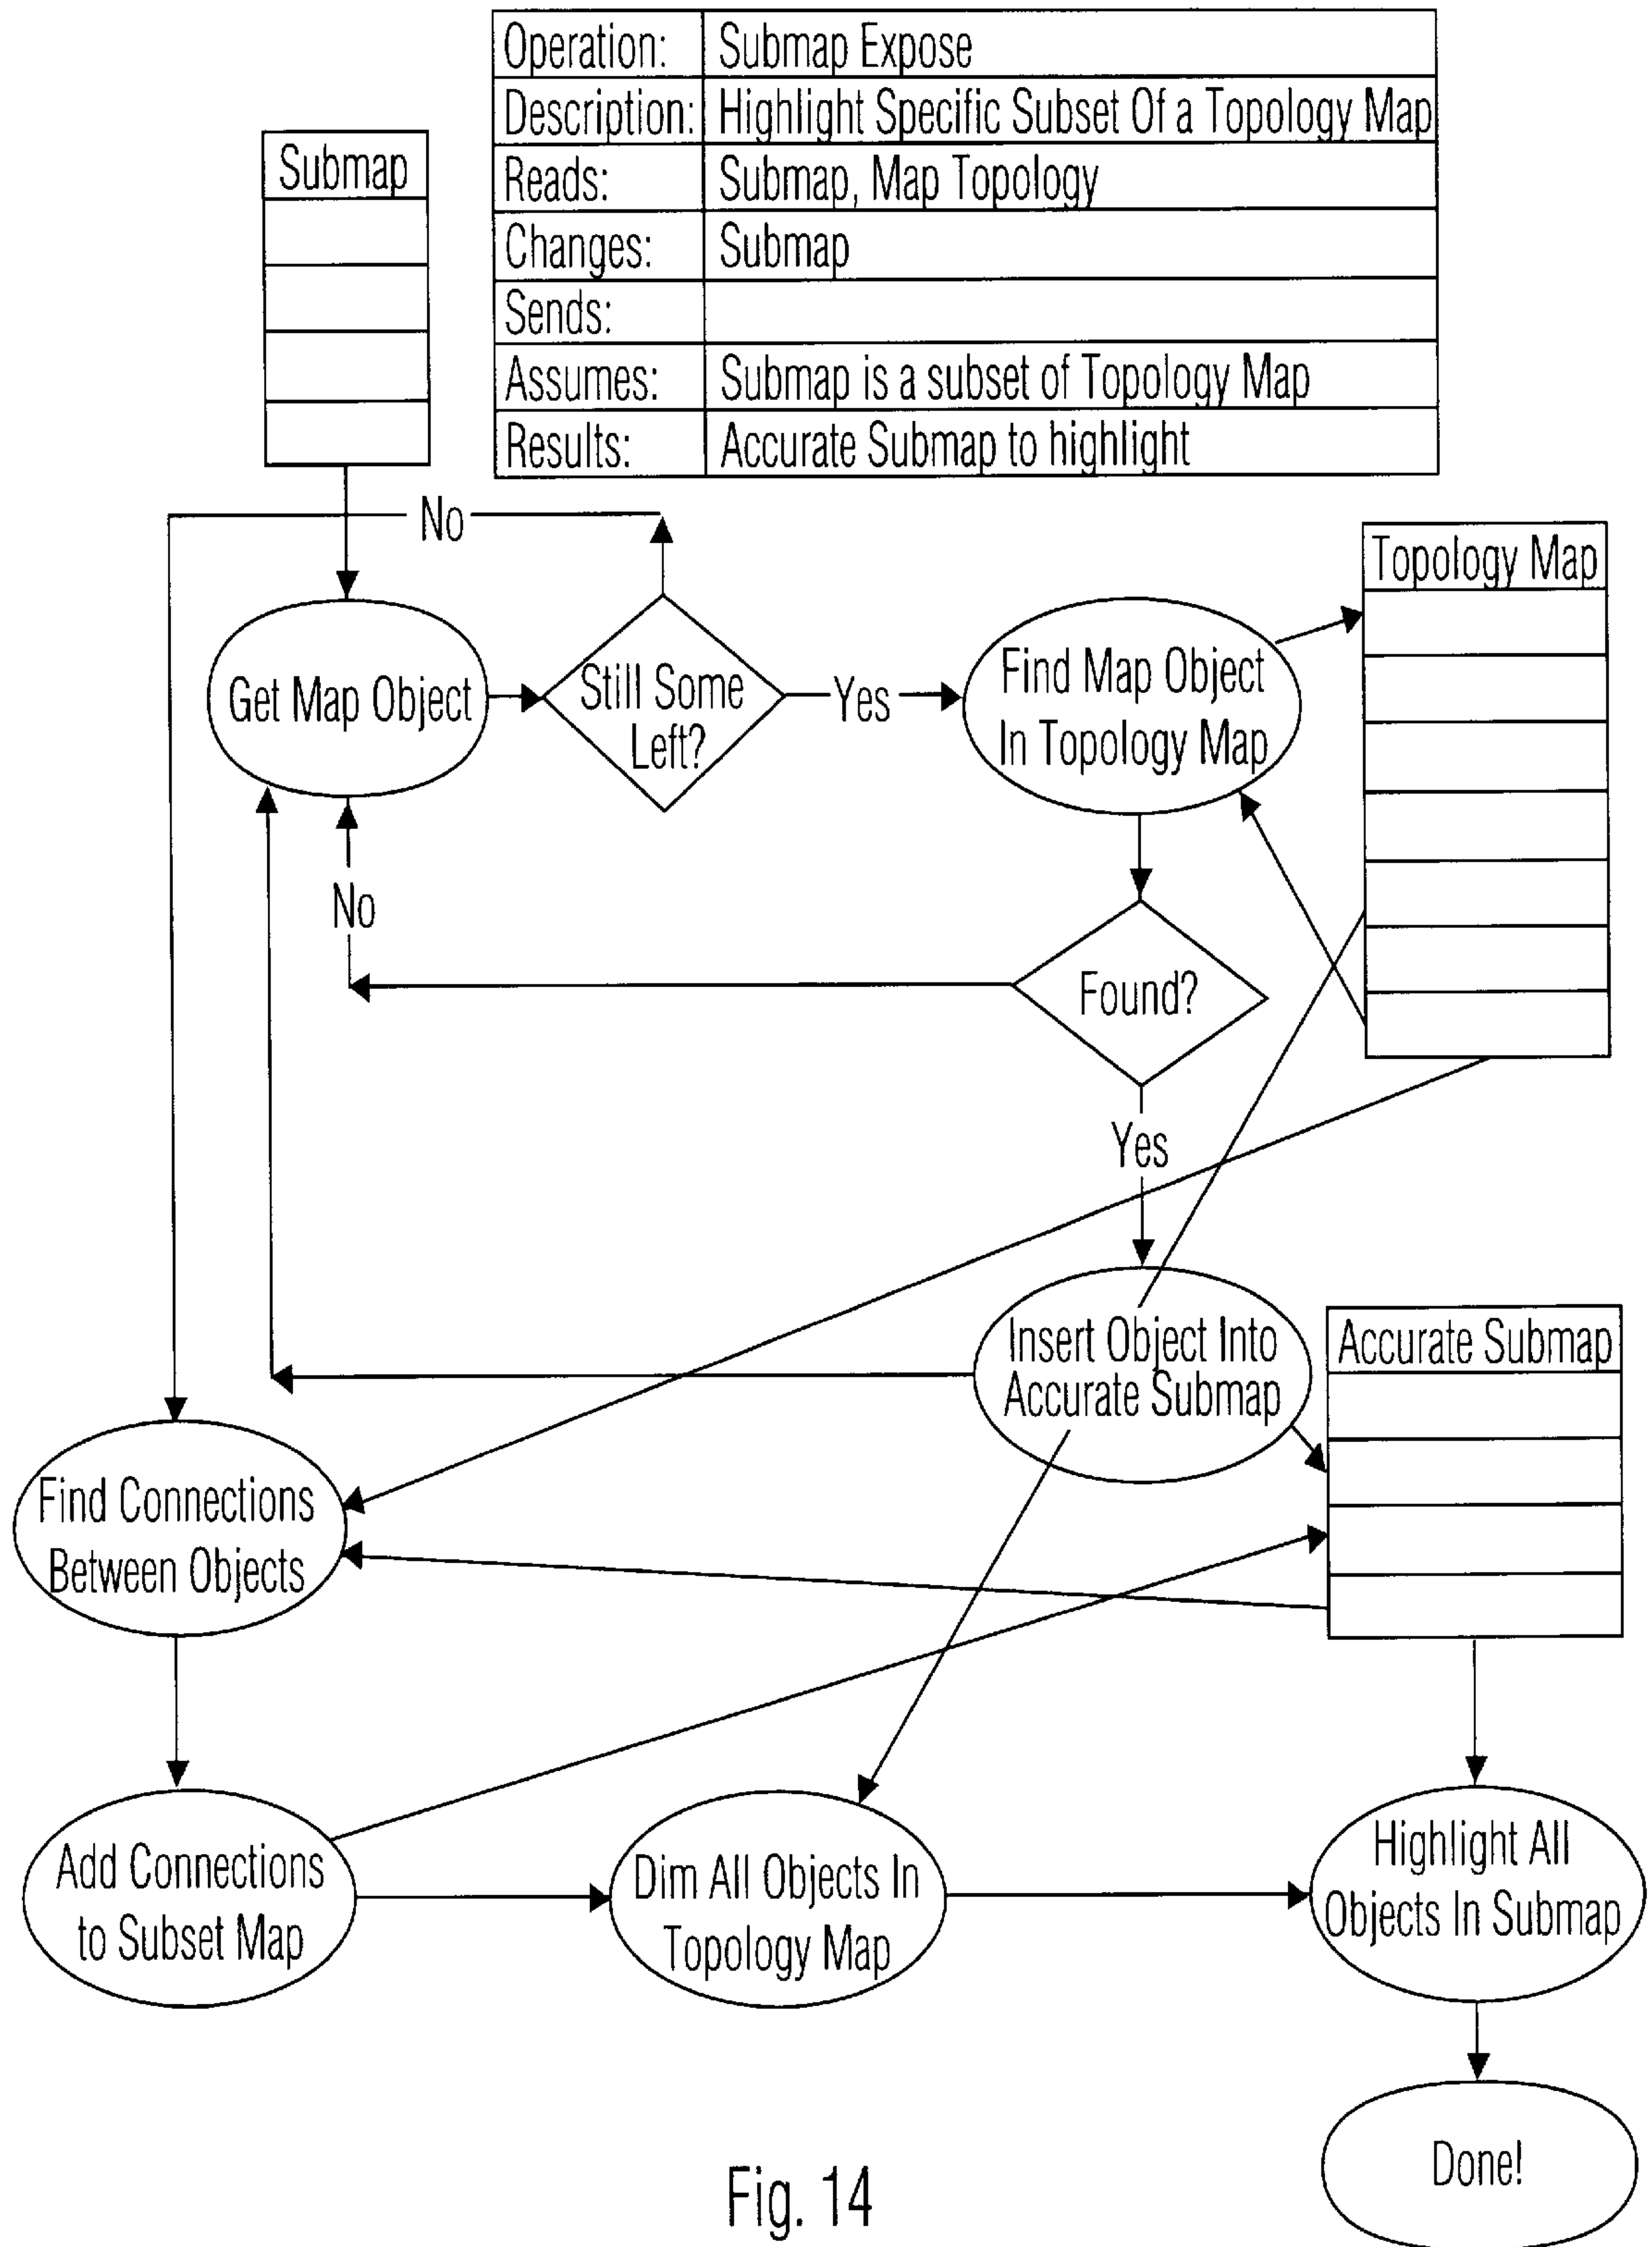 Operation: Submap Expose
Description: Highlight Specific Subset Of a Topology Map
Reads: Submap, Map Topology
Changes: Submap
Sends:
Assumes: Submap is a subset of Topology Map
Results: Accurate Submap to highlight
Submap
No
Topology Map
Get Map Object
Still Some
Left?
Yes
Find Map Object
In Topology Map
No
Found?
Yes
Insert Object Into
Accurate Submap
Accurate Submap
Find Connections
Between Objects
Add Connections
to Subset Map
Dim All Objects In
Topology Map
Highlight All
Objects In Submap
Done!
Fig. 14